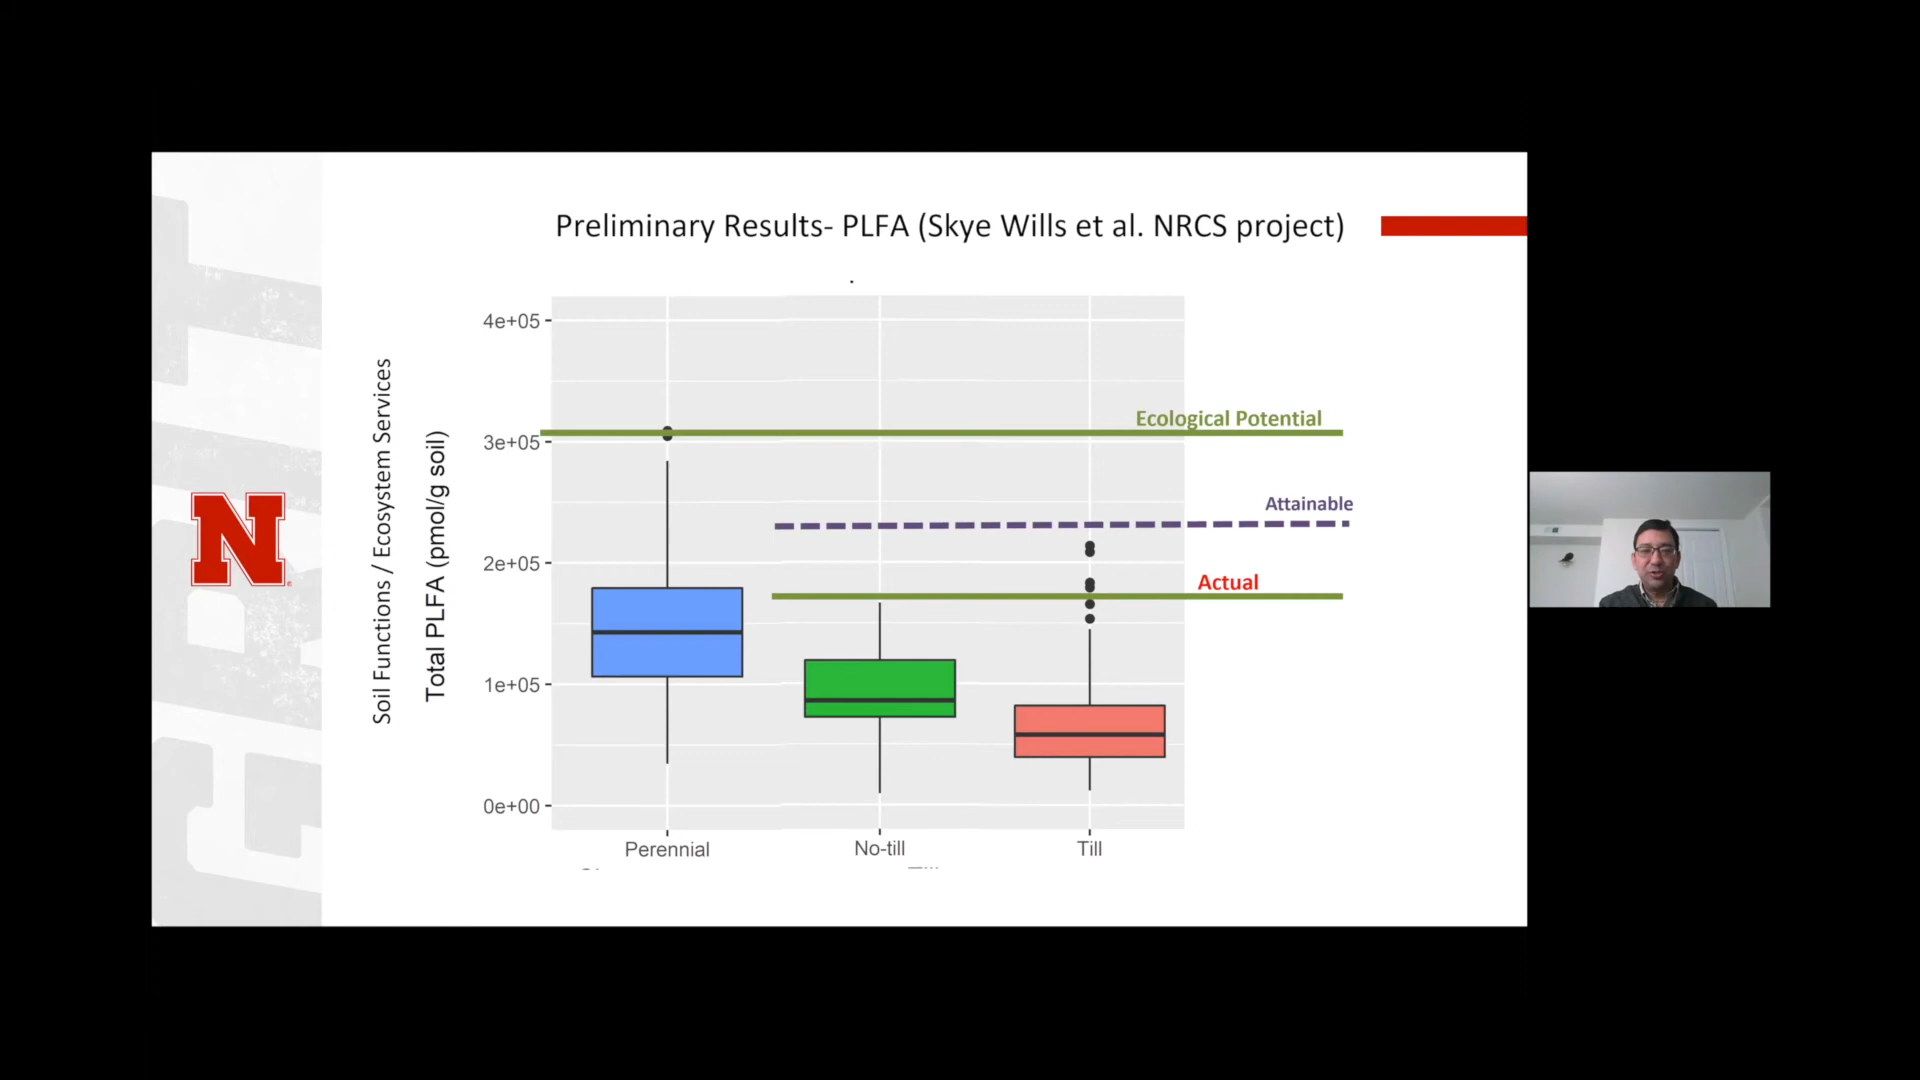 Preliminary Results- PLFA (Skye Wills et al. NRCS project)
Soil Functions / Ecosystem Services
Total PLFA (pmol/g soil)
4e+05
3e+05
2e+05
1e+05
0e+00
Ecological Potential
Attainable
Actual
Perennial
No-till
Till
N